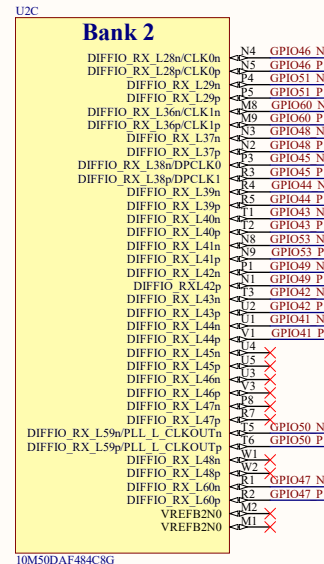 U2C
Bank 2
DIFFIO_RX_L28n/CLK0n N4 GPIO46_N
DIFFIO_RX_L28p/CLK0p N5 GPIO46_P
DIFFIO_RX_L29n P4 GPIO51_N
DIFFIO_RX_L29p P5 GPIO51_P
DIFFIO_RX_L36n/CLK1n M8 GPIO60_N
DIFFIO_RX_L36p/CLK1p M9 GPIO60_P
DIFFIO_RX_L37n N3 GPIO48_N
DIFFIO_RX_L37p N2 GPIO48_P
DIFFIO_RX_L38n/DPCLK0 P3 GPIO45_N
DIFFIO_RX_L38p/DPCLK1 R3 GPIO45_P
DIFFIO_RX_L39n R4 GPIO44_N
DIFFIO_RX_L39p R5 GPIO44_P
DIFFIO_RX_L40n T1 GPIO43_N
DIFFIO_RX_L40p T2 GPIO43_P
DIFFIO_RX_L41n N8 GPIO53_N
DIFFIO_RX_L41p N9 GPIO53_P
DIFFIO_RX_L42n P1 GPIO49_N
DIFFIO_RXL42p N1 GPIO49_P
DIFFIO_RX_L43n T3 GPIO42_N
DIFFIO_RX_L43p U2 GPIO42_P
DIFFIO_RX_L44n U1 GPIO41_N
DIFFIO_RX_L44p V1 GPIO41_P
DIFFIO_RX_L45n U4
DIFFIO_RX_L45p U5
DIFFIO_RX_L46n U3
DIFFIO_RX_L46p V3
DIFFIO_RX_L47n P8
DIFFIO_RX_L47p R7
DIFFIO_RX_L59n/PLL_L_CLKOUTn T5 GPIO50_N
DIFFIO_RX_L59p/PLL_L_CLKOUTp T6 GPIO50_P
DIFFIO_RX_L48n W1
DIFFIO_RX_L48p W2
DIFFIO_RX_L60n R1 GPIO47_N
DIFFIO_RX_L60p R2 GPIO47_P
VREFB2N0 M2
VREFB2N0 M1
10M50DAF484C8G